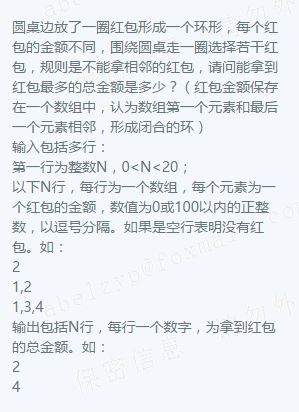 圆桌边放了一圈红包形成一个环形，每个红
包的金额不同，围绕圆桌走一圈选择若干红
包，规则是不能拿相邻的红包，请问能拿到
红包最多的总金额是多少？（红包金额保存
在一个数组中，认为数组第一个元素和最后
一个元素相邻，形成闭合的环）
输入包括多行：
第一行为整数N，0<N<20；
以下N行，每行为一个数组，每个元素为一
个红包的金额，数值为0或100以内的正整
数，以逗号分隔。如果是空行表明没有红
包。如：
2
1,2
1,3,4
输出包括N行，每行一个数字，为拿到红包
的总金额。如：
2
4
abelzxp@foxmail
保密信息
勿外